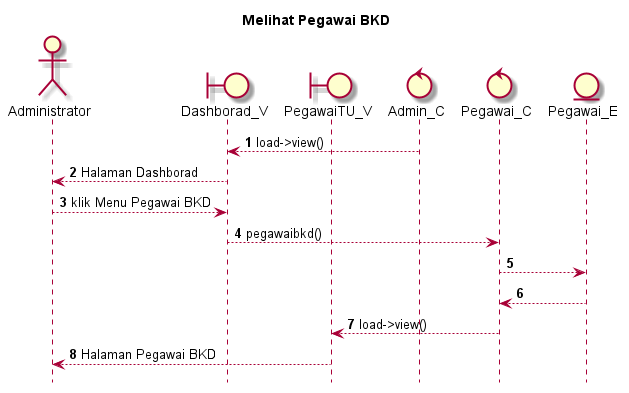 Melihat Pegawai BKD
Administrator
Dashborad_V
PegawaiTU_V
Admin_C
Pegawai_C
Pegawai_E
1 load->view()
2 Halaman Dashborad
3 klik Menu Pegawai BKD
4 pegawaibkd()
5
6
7 load->view()
8 Halaman Pegawai BKD